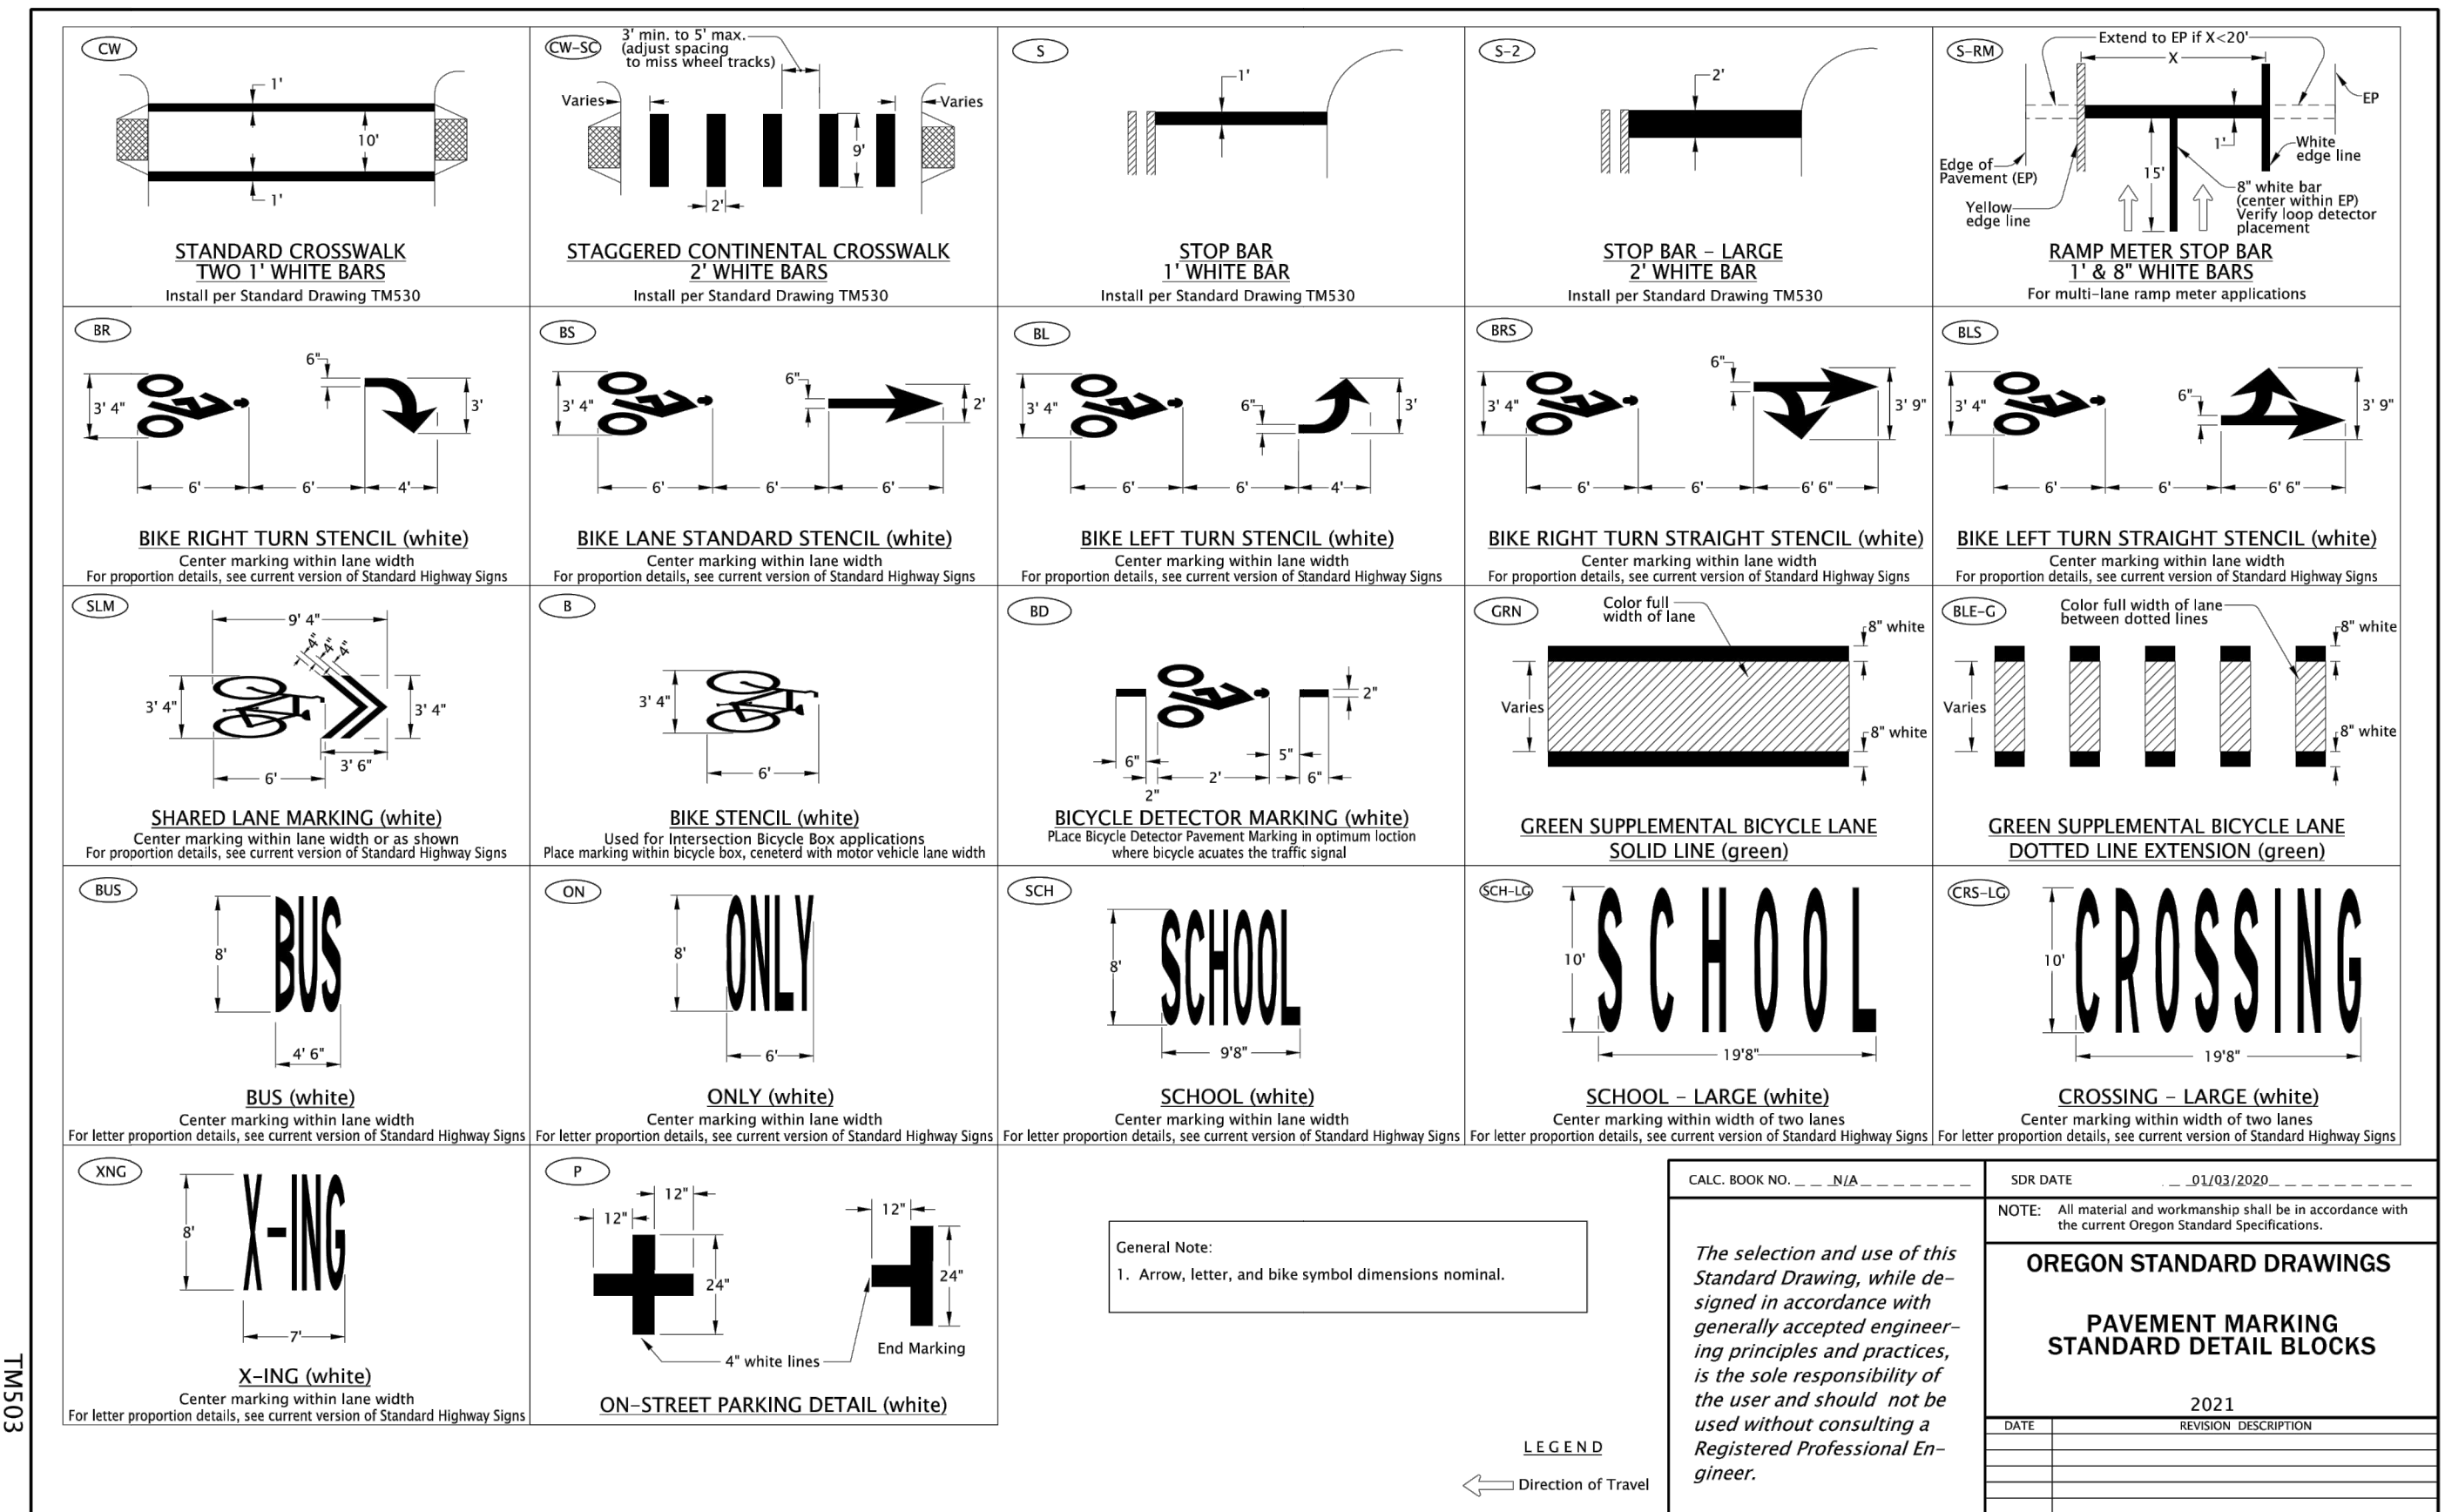 CW
1'
10'
1'
STANDARD CROSSWALK
TWO 1' WHITE BARS
Install per Standard Drawing TM530
CW-SC
3' min. to 5' max.
(adjust spacing
to miss wheel tracks)
Varies
Varies
9'
2'
STAGGERED CONTINENTAL CROSSWALK
2' WHITE BARS
Install per Standard Drawing TM530
S
1'
STOP BAR
1' WHITE BAR
Install per Standard Drawing TM530
S-2
2'
STOP BAR - LARGE
2' WHITE BAR
Install per Standard Drawing TM530
S-RM
Extend to EP if X<20'
X
EP
1'
White
edge line
Edge of
Pavement (EP)
15'
8" white bar
(center within EP)
Verify loop detector
placement
Yellow
edge line
RAMP METER STOP BAR
1' & 8" WHITE BARS
For multi-lane ramp meter applications
BR
6"
3' 4"
3'
6'
6'
4'
BIKE RIGHT TURN STENCIL (white)
Center marking within lane width
For proportion details, see current version of Standard Highway Signs
BS
6"
3' 4"
2'
6'
6'
6'
BIKE LANE STANDARD STENCIL (white)
Center marking within lane width
For proportion details, see current version of Standard Highway Signs
BL
3' 4"
6"
3'
6'
6'
4'
BIKE LEFT TURN STENCIL (white)
Center marking within lane width
For proportion details, see current version of Standard Highway Signs
BRS
6"
3' 4"
3' 9"
6'
6'
6' 6"
BIKE RIGHT TURN STRAIGHT STENCIL (white)
Center marking within lane width
For proportion details, see current version of Standard Highway Signs
BLS
6"
3' 4"
3' 9"
6'
6'
6' 6"
BIKE LEFT TURN STRAIGHT STENCIL (white)
Center marking within lane width
For proportion details, see current version of Standard Highway Signs
SLM
9' 4"
4"
4"
4"
3' 4"
3' 4"
3' 6"
6'
SHARED LANE MARKING (white)
Center marking within lane width or as shown
For proportion details, see current version of Standard Highway Signs
B
3' 4"
6'
BIKE STENCIL (white)
Used for Intersection Bicycle Box applications
Place marking within bicycle box, ceneterd with motor vehicle lane width
BD
2"
6"
5"
2'
6"
2"
BICYCLE DETECTOR MARKING (white)
PLace Bicycle Detector Pavement Marking in optimum loction
where bicycle acuates the traffic signal
GRN
Color full
width of lane
8" white
Varies
8" white
GREEN SUPPLEMENTAL BICYCLE LANE
SOLID LINE (green)
BLE-G
Color full width of lane
between dotted lines
8" white
Varies
8" white
GREEN SUPPLEMENTAL BICYCLE LANE
DOTTED LINE EXTENSION (green)
BUS
8'
BUS
4' 6"
BUS (white)
Center marking within lane width
For letter proportion details, see current version of Standard Highway Signs
ON
8'
ONLY
6'
ONLY (white)
Center marking within lane width
For letter proportion details, see current version of Standard Highway Signs
SCH
8'
SCHOOL
9'8"
SCHOOL (white)
Center marking within lane width
For letter proportion details, see current version of Standard Highway Signs
SCH-LG
10'
SCHOOL
19'8"
SCHOOL - LARGE (white)
Center marking within width of two lanes
For letter proportion details, see current version of Standard Highway Signs
CRS-LG
10'
CROSSING
19'8"
CROSSING - LARGE (white)
Center marking within width of two lanes
For letter proportion details, see current version of Standard Highway Signs
XNG
8'
X-ING
7'
X-ING (white)
Center marking within lane width
For letter proportion details, see current version of Standard Highway Signs
P
12"
12"
24"
12"
24"
End Marking
4" white lines
ON-STREET PARKING DETAIL (white)
General Note:
1. Arrow, letter, and bike symbol dimensions nominal.
LEGEND
Direction of Travel
CALC. BOOK NO. N/A
The selection and use of this
Standard Drawing, while de-
signed in accordance with
generally accepted engineer-
ing principles and practices,
is the sole responsibility of
the user and should not be
used without consulting a
Registered Professional En-
gineer.
SDR DATE 01/03/2020
NOTE: All material and workmanship shall be in accordance with
the current Oregon Standard Specifications.
OREGON STANDARD DRAWINGS
PAVEMENT MARKING
STANDARD DETAIL BLOCKS
2021
DATE REVISION DESCRIPTION
TM503